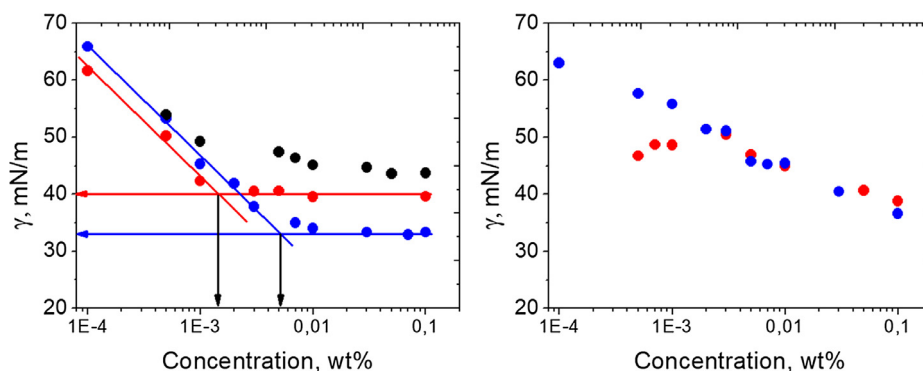 γ, mN/m
70
60
50
40
30
20
1E-4
1E-3
0,01
0,1
Concentration, wt%
γ, mN/m
70
60
50
40
30
20
1E-4
1E-3
0,01
0,1
Concentration, wt%